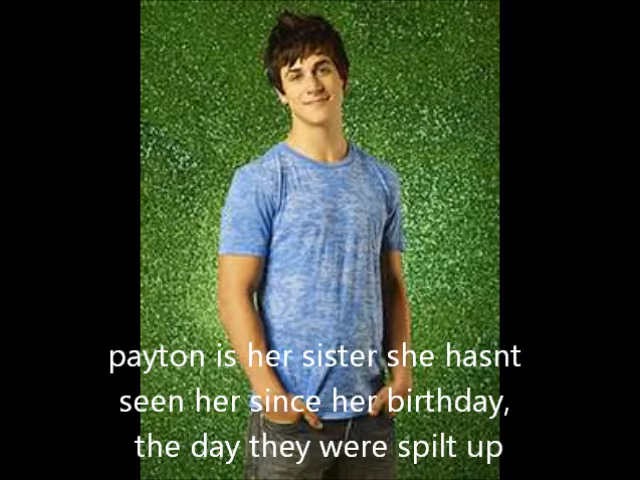 payton is her sister she hasnt
seen her since her birthday,
the day they were spilt up